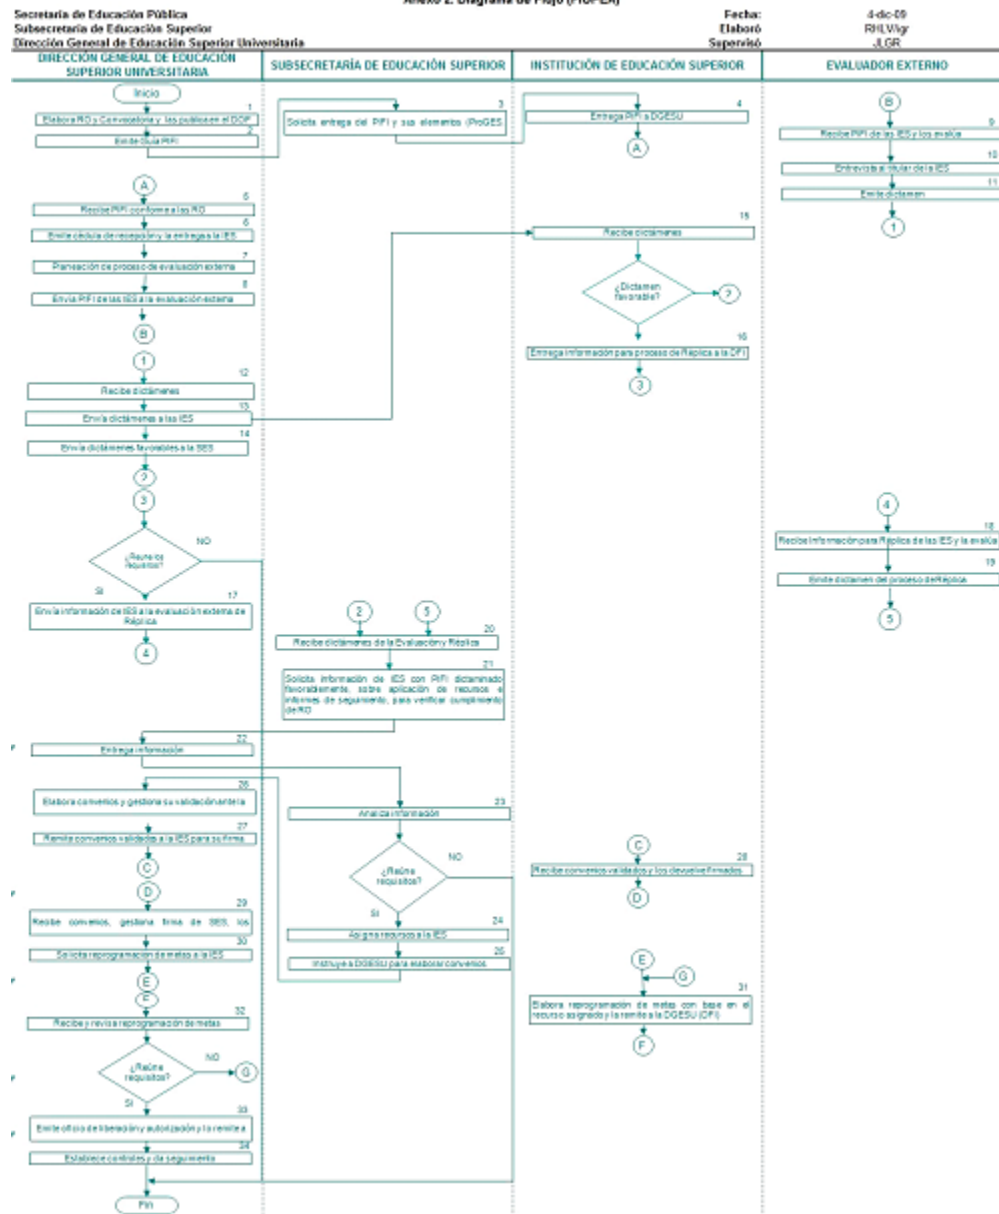 Anexo 2. Diagrama de Flujo (PIFI-EA)
Secretaría de Educación Pública
Subsecretaría de Educación Superior
Dirección General de Educación Superior Universitaria
Fecha: 4-dic-09
Elaboró RHLV/lgr
Supervisó JLGR
DIRECCIÓN GENERAL DE EDUCACIÓN
SUPERIOR UNIVERSITARIA
SUBSECRETARÍA DE EDUCACIÓN SUPERIOR
INSTITUCIÓN DE EDUCACIÓN SUPERIOR
EVALUADOR EXTERNO
Inicio
1
Elabora RO y Convocatoria y las publica en el DOF
2
Emite Guía PIFI
A
5
Recibe PIFI conforme a las RO
6
Emite cédula de recepción y la entrega a la IES
7
Planeación de proceso de evaluación externa
8
Envía PIFI de las IES a la evaluación externa
B
1
12
Recibe dictámenes
13
Envía dictámenes a las IES
14
Envía dictámenes favorables a la SES
2
3
¿Reúne los
requisitos?
NO
SI
17
Envía información de IES a la evaluación externa de
Réplica
4
22
Entrega información
26
Elabora convenios y gestiona su validación ante la
27
Remite convenios validados a la IES para su firma
C
D
29
Recibe convenios, gestiona firma de SES, los
30
Solicita reprogramación de metas a la IES
E
F
32
Recibe y revisa reprogramación de metas
¿Reúne
requisitos?
NO
G
SI
33
Emite oficio de liberación y autorización y lo remite a
34
Establece controles y da seguimiento
Fin
3
Solicita entrega del PIFI y sus elementos (ProGES
2
5
20
Recibe dictámenes de la Evaluación y Réplica
21
Solicita información de IES con PIFI dictaminado
favorablemente, sobre aplicación de recursos e
informes de seguimiento, para verificar cumplimiento
de RO
23
Analiza información
¿Reúne
requisitos?
NO
SI
24
Asigna recursos a la IES
25
Instruye a DGESU para elaborar convenios
4
Entrega PIFI a DGESU
A
15
Recibe dictámenes
¿Dictamen
favorable?
2
16
Entrega información para proceso de Réplica a la DFI
3
C
28
Recibe convenios validados y los devuelve firmados
D
E
G
31
Elabora reprogramación de metas con base en el
recurso asignado y la remite a la DGESU (DFI)
F
B
9
Recibe PIFI de las IES y los evalúa
10
Entrevista al titular de la IES
11
Emite dictamen
1
4
18
Recibe información para Réplica de las IES y la evalúa
19
Emite dictamen del proceso de Réplica
5